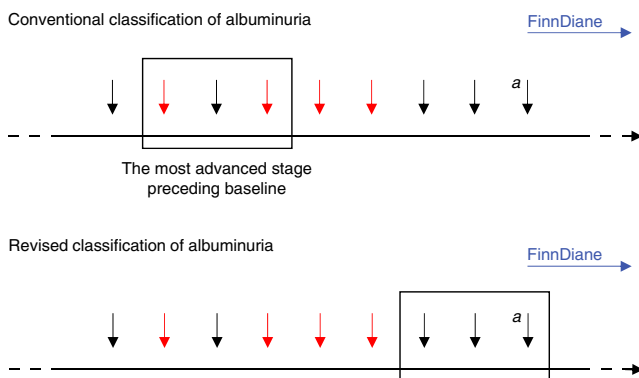 Conventional classification of albuminuria
FinnDiane
a
The most advanced stage
preceding baseline
Revised classification of albuminuria
FinnDiane
a